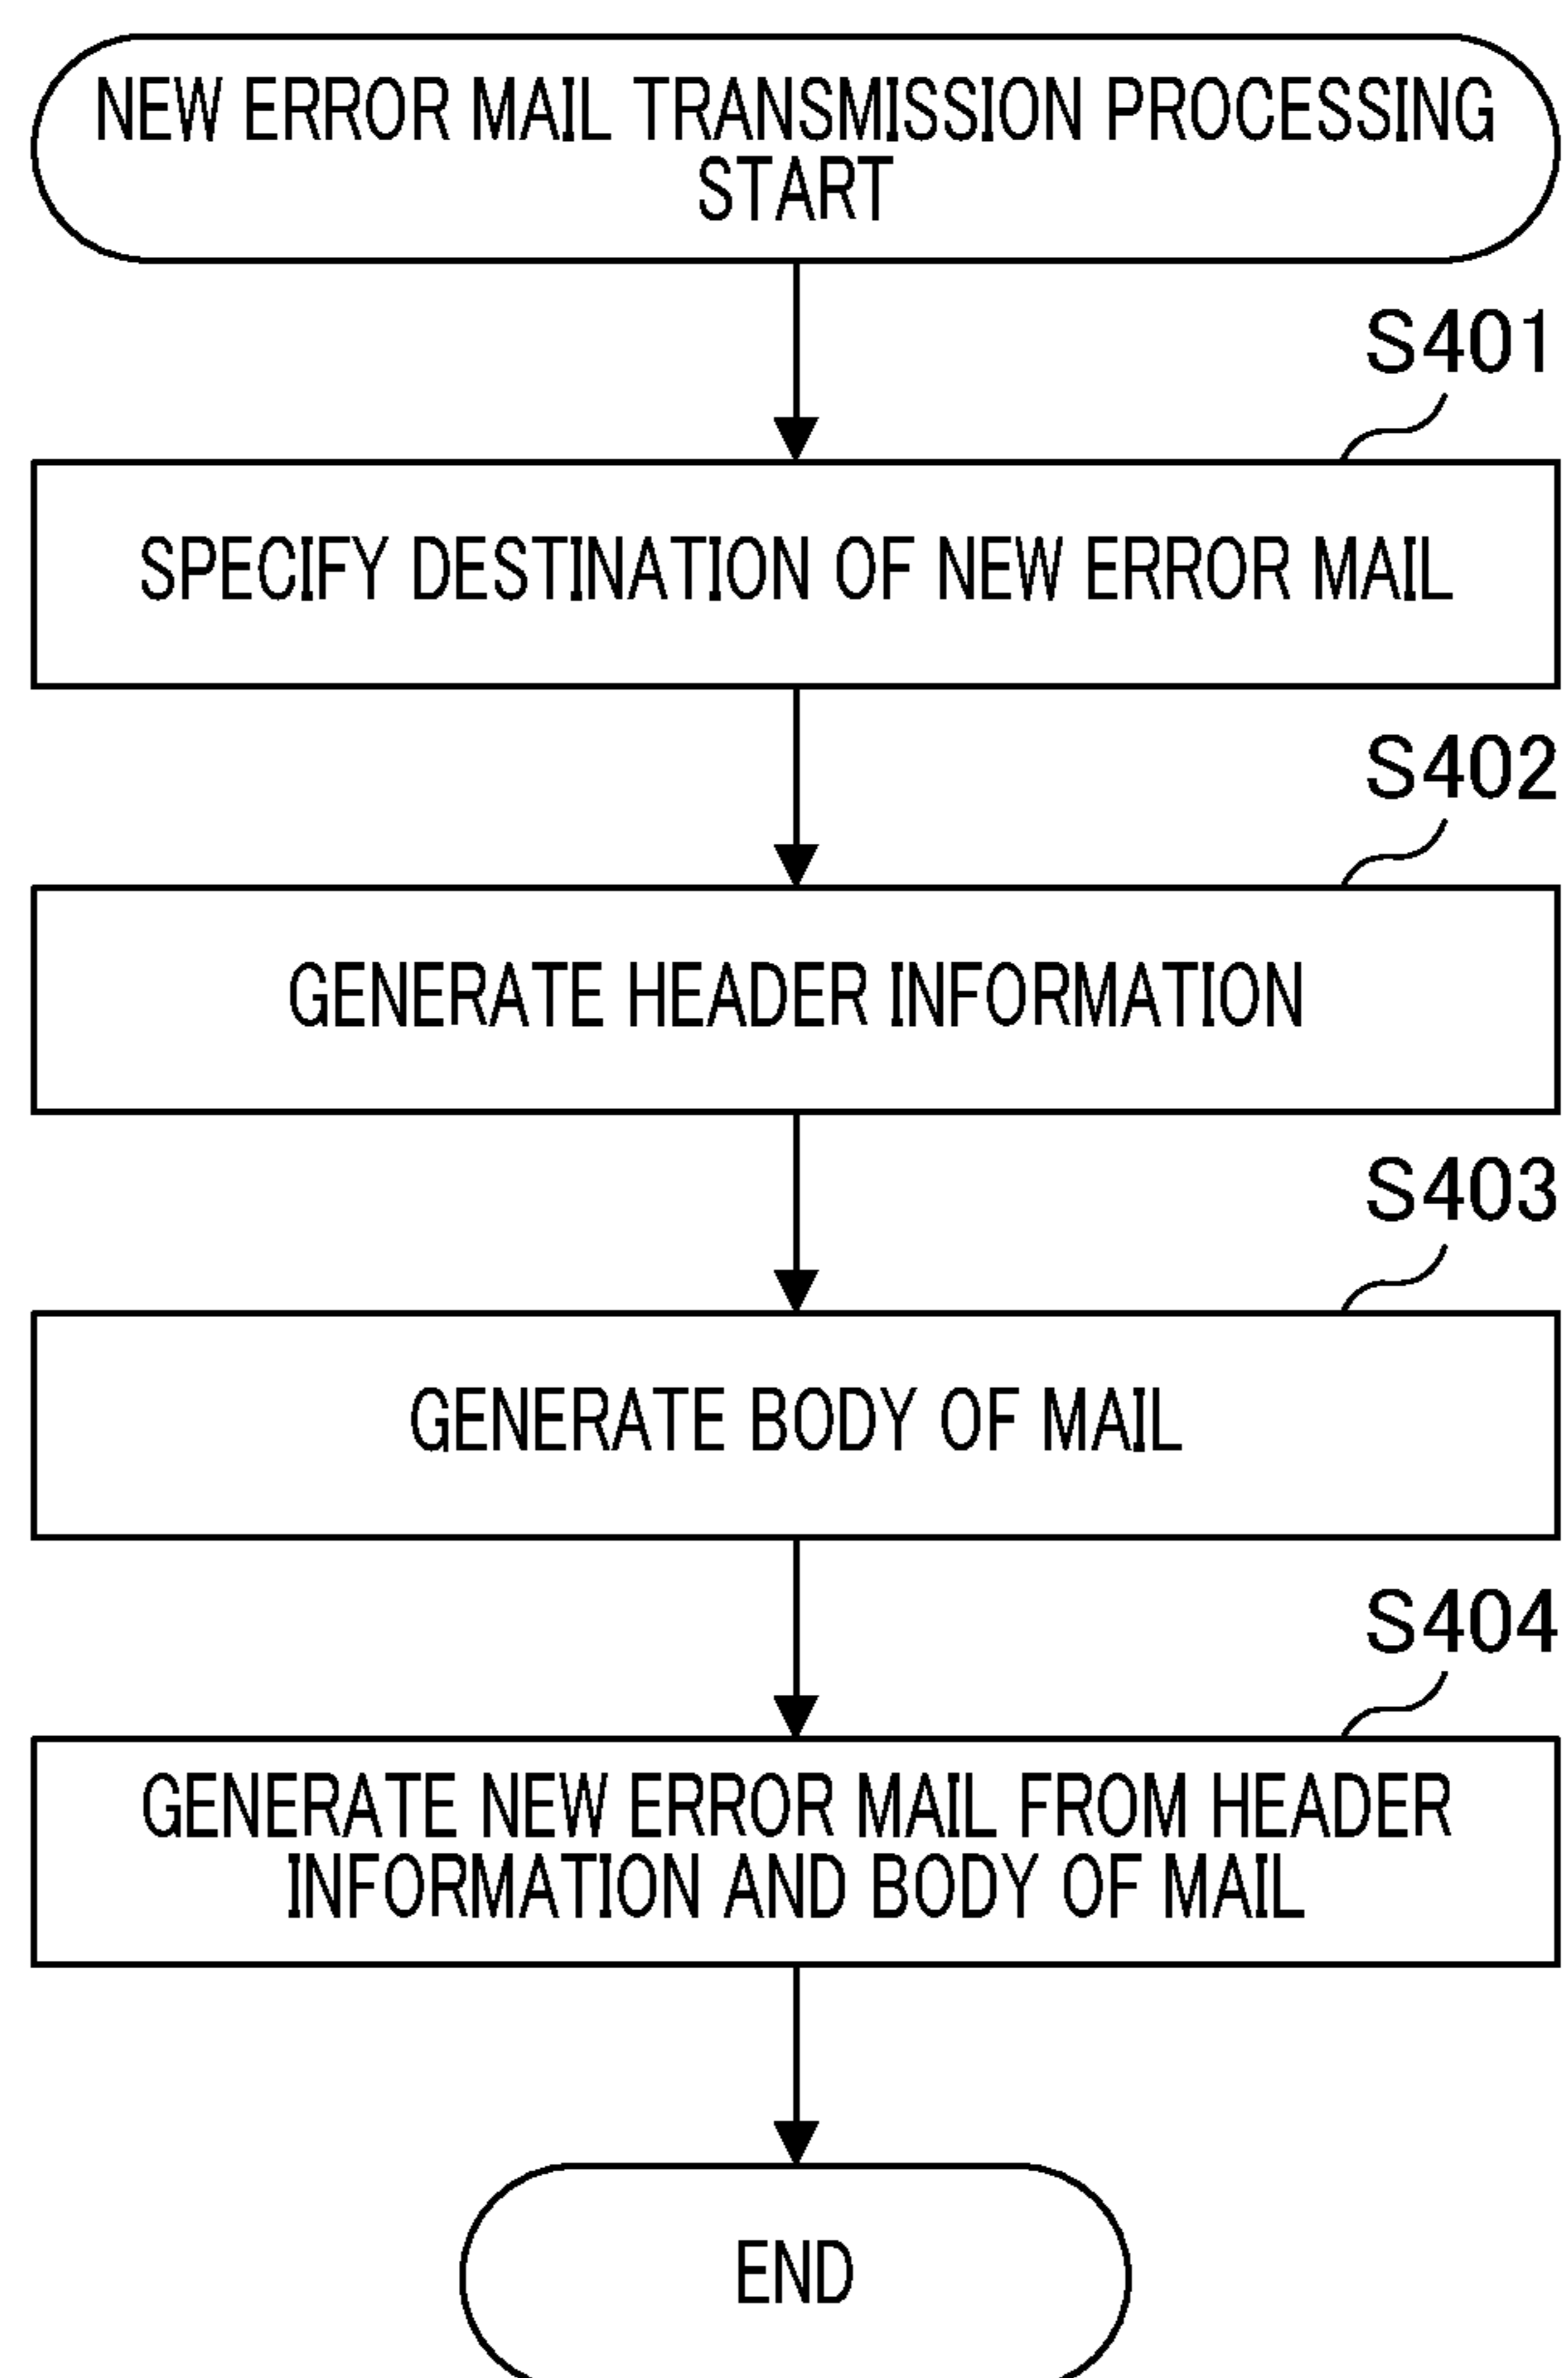 NEW ERROR MAIL TRANSMISSION PROCESSING
START
S401
SPECIFY DESTINATION OF NEW ERROR MAIL
S402
GENERATE HEADER INFORMATION
S403
GENERATE BODY OF MAIL
S404
GENERATE NEW ERROR MAIL FROM HEADER
INFORMATION AND BODY OF MAIL
END